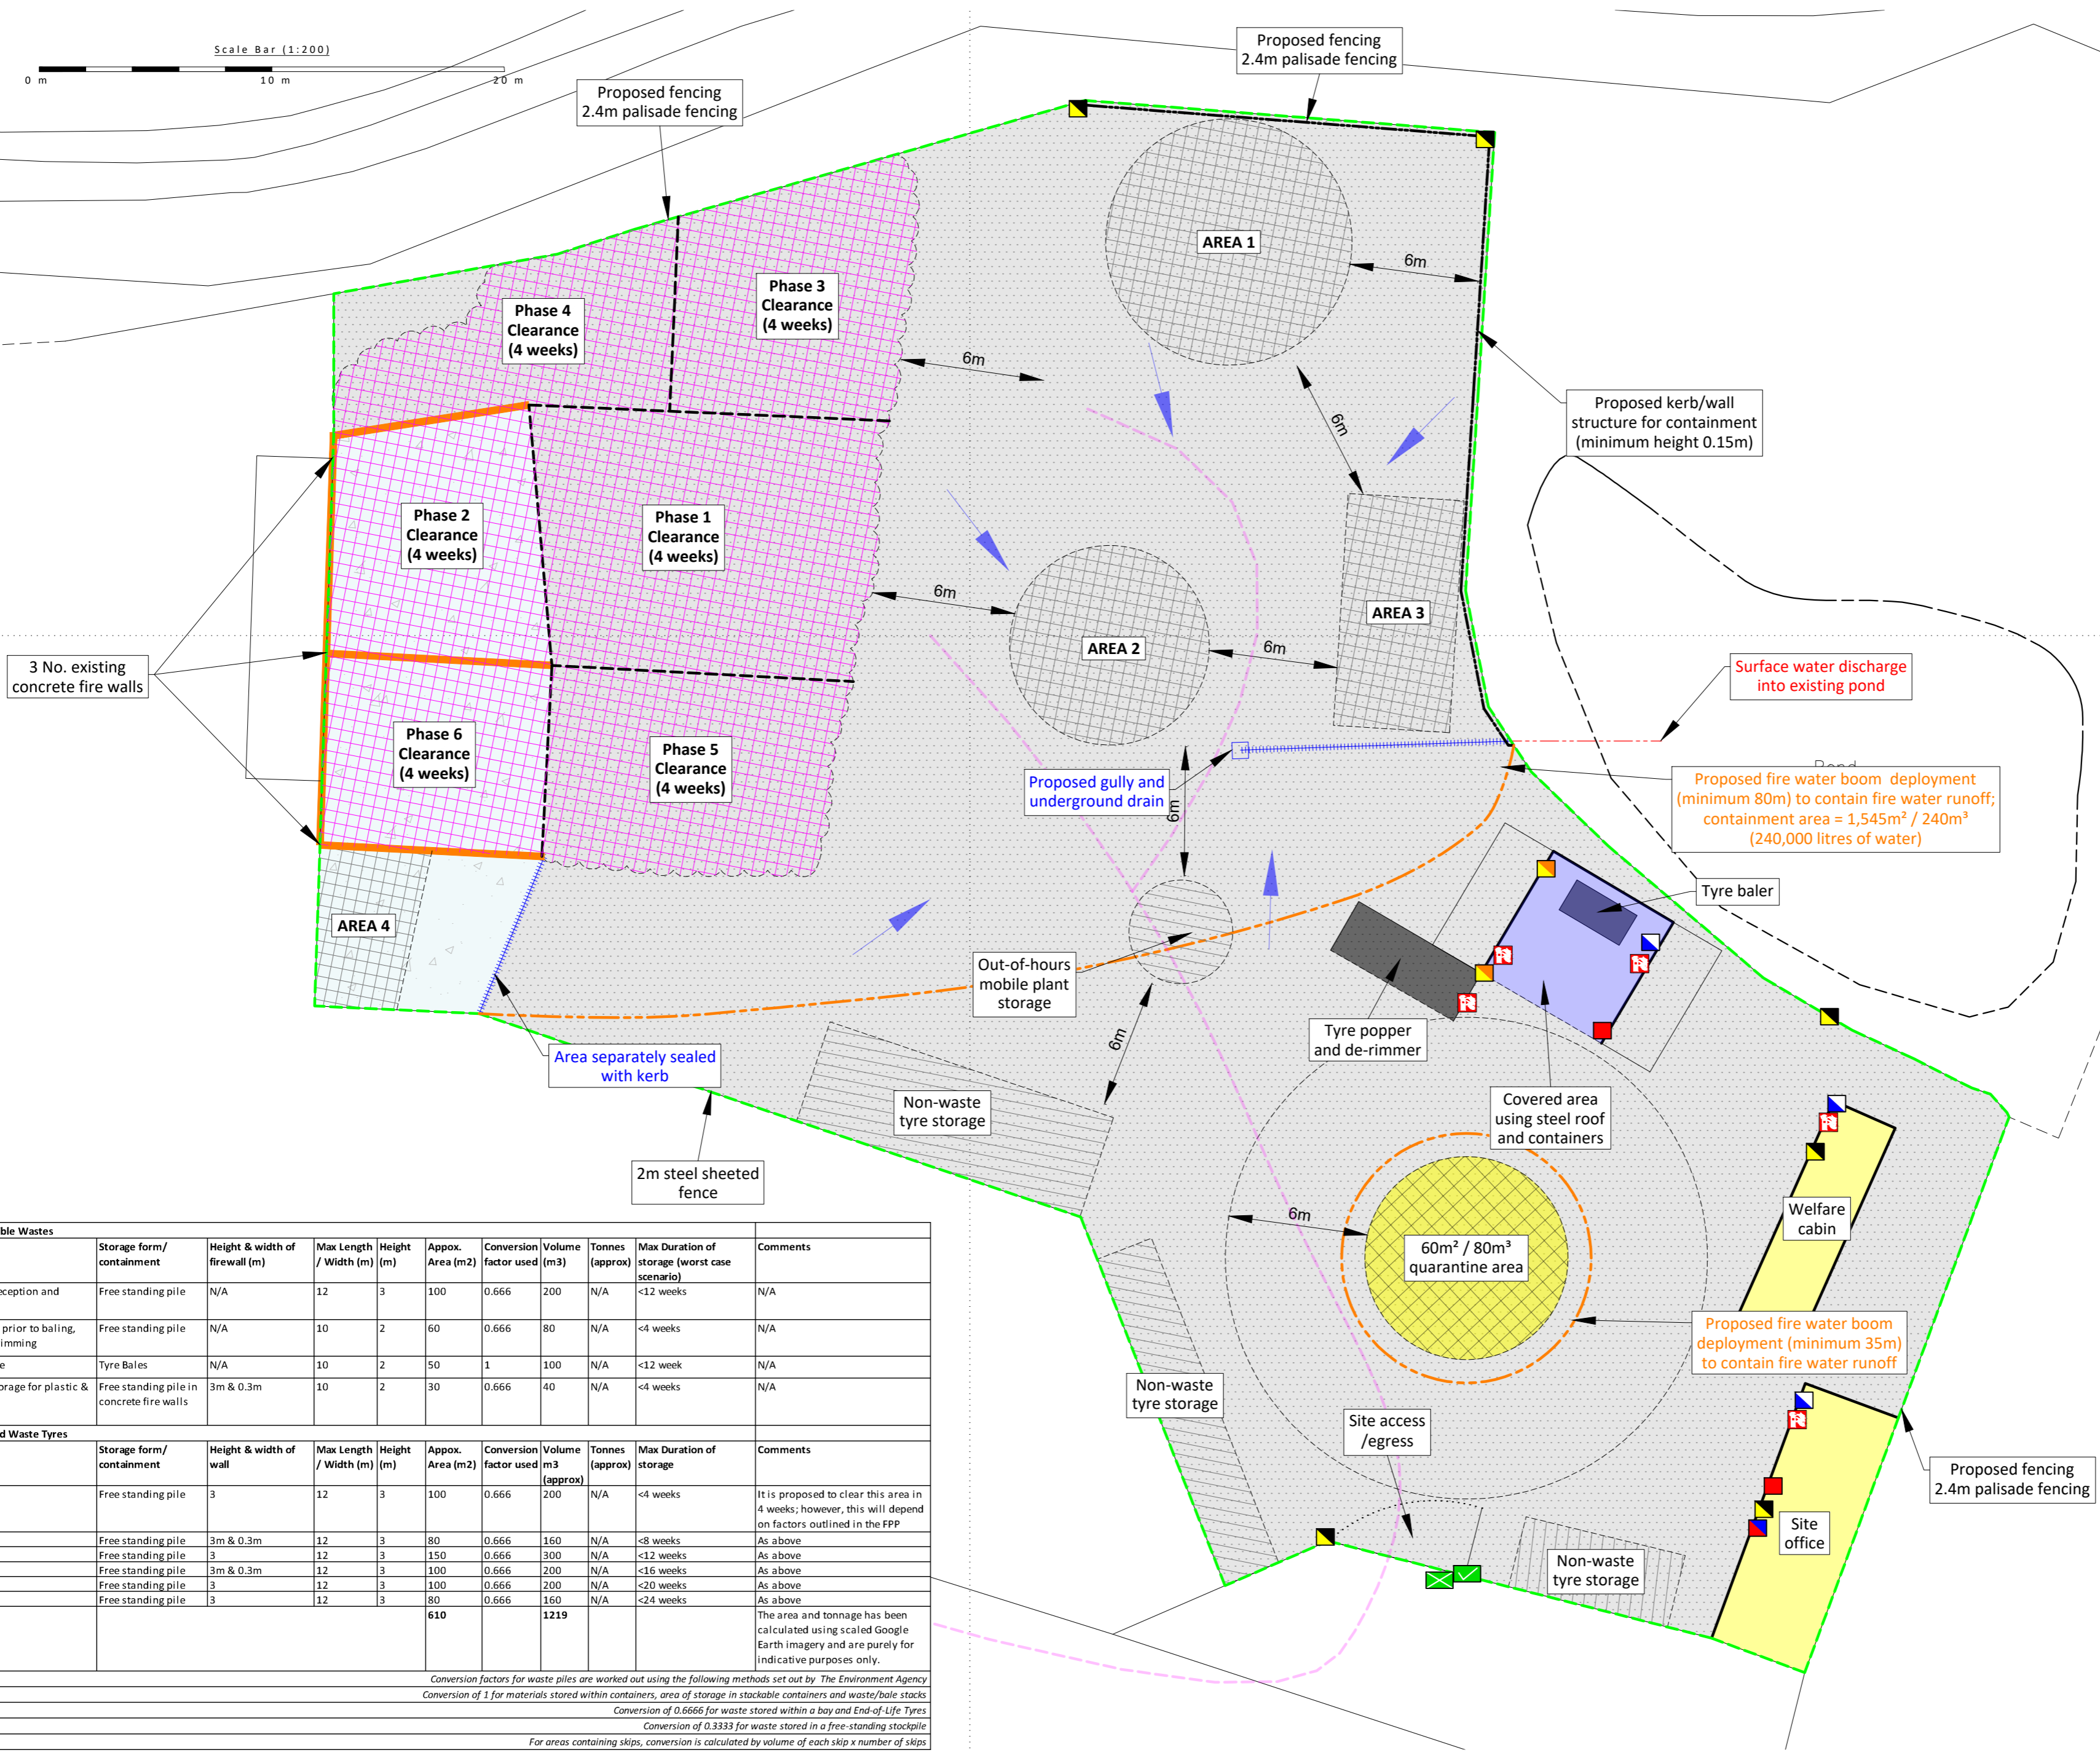 Scale Bar (1:200)
0 m
10 m
20 m
Proposed fencing
2.4m palisade fencing
Proposed fencing
2.4m palisade fencing
AREA 1
6m
Phase 3
Clearance
(4 weeks)
Phase 4
Clearance
(4 weeks)
6m
6m
Proposed kerb/wall
structure for containment
(minimum height 0.15m)
Phase 2
Clearance
(4 weeks)
Phase 1
Clearance
(4 weeks)
6m
AREA 3
AREA 2
6m
3 No. existing
concrete fire walls
Surface water discharge
into existing pond
Phase 6
Clearance
(4 weeks)
Phase 5
Clearance
(4 weeks)
Proposed gully and
underground drain
6m
Pond
Proposed fire water boom deployment
(minimum 80m) to contain fire water runoff;
containment area = 1,545m² / 240m³
(240,000 litres of water)
Tyre baler
AREA 4
Out-of-hours
mobile plant
storage
Tyre popper
and de-rimmer
6m
Area separately sealed
with kerb
Non-waste
tyre storage
Covered area
using steel roof
and containers
2m steel sheeted
fence
6m
60m² / 80m³
quarantine area
Welfare
cabin
Proposed fire water boom
deployment (minimum 35m)
to contain fire water runoff
Non-waste
tyre storage
Site access
/egress
Proposed fencing
2.4m palisade fencing
Site
office
Non-waste
tyre storage
ble Wastes
Storage form/ containment Height & width of firewall (m) Max Length / Width (m) Height (m) Appox. Area (m2) Conversion factor used Volume (m3) Tonnes (approx) Max Duration of storage (worst case scenario) Comments
eception and Free standing pile N/A 12 3 100 0.666 200 N/A <12 weeks N/A
prior to baling, imming Free standing pile N/A 10 2 60 0.666 80 N/A <4 weeks N/A
e Tyre Bales N/A 10 2 50 1 100 N/A <12 week N/A
orage for plastic & Free standing pile in concrete fire walls 3m & 0.3m 10 2 30 0.666 40 N/A <4 weeks N/A
d Waste Tyres
Storage form/ containment Height & width of wall Max Length / Width (m) Height (m) Appox. Area (m2) Conversion factor used Volume m3 (approx) Tonnes (approx) Max Duration of storage Comments
Free standing pile 3 12 3 100 0.666 200 N/A <4 weeks It is proposed to clear this area in 4 weeks; however, this will depend on factors outlined in the FPP
Free standing pile 3m & 0.3m 12 3 80 0.666 160 N/A <8 weeks As above
Free standing pile 3 12 3 150 0.666 300 N/A <12 weeks As above
Free standing pile 3m & 0.3m 12 3 100 0.666 200 N/A <16 weeks As above
Free standing pile 3 12 3 100 0.666 200 N/A <20 weeks As above
Free standing pile 3 12 3 80 0.666 160 N/A <24 weeks As above
610 1219 The area and tonnage has been calculated using scaled Google Earth imagery and are purely for indicative purposes only.
Conversion factors for waste piles are worked out using the following methods set out by The Environment Agency
Conversion of 1 for materials stored within containers, area of storage in stackable containers and waste/bale stacks
Conversion of 0.6666 for waste stored within a bay and End-of-Life Tyres
Conversion of 0.3333 for waste stored in a free-standing stockpile
For areas containing skips, conversion is calculated by volume of each skip x number of skips